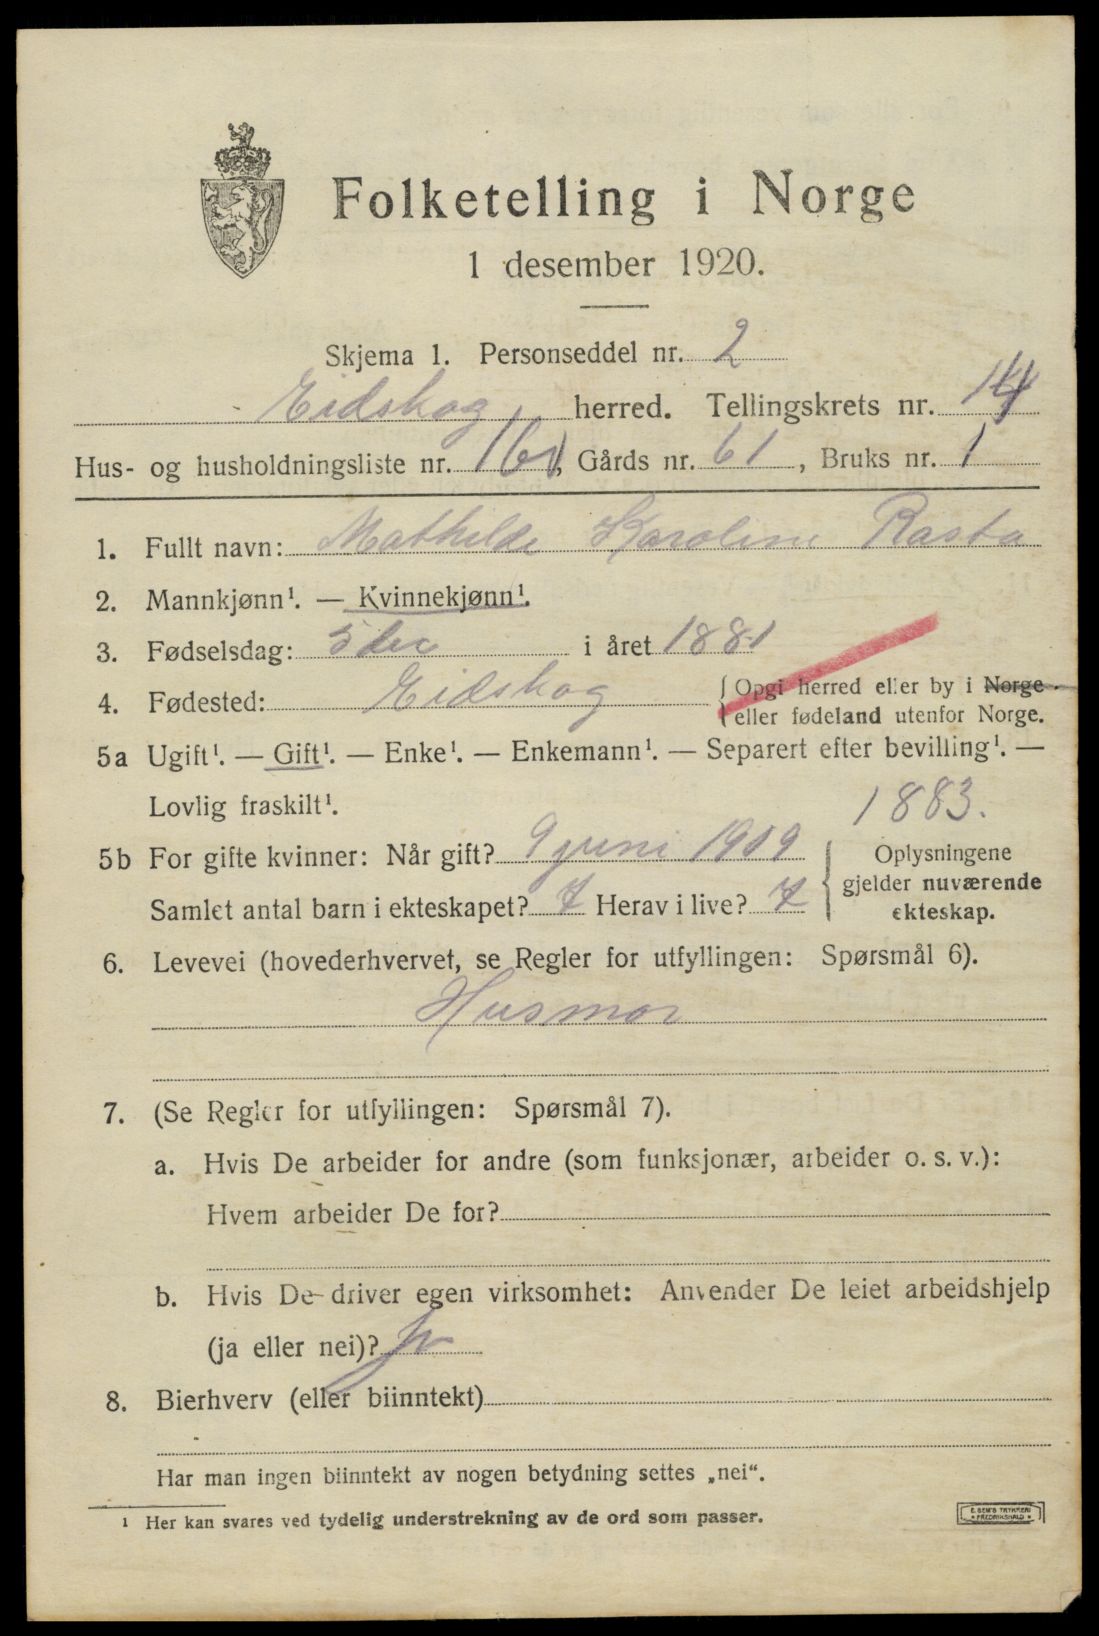 Folketelling i Norge
1 desember 1920.
Skjema 1. Personseddel nr. 2
Eidskog herred. Tellingskrets nr. 14
Hus- og husholdningsliste nr. 161, Gårds nr. 61, Bruks nr. 1
1. Fullt navn: Mathilde Karoline Rasta
2. Mannkjønn¹. — Kvinnekjønn¹.
3. Fødselsdag: 5 dec i året 1881
4. Fødested: Eidskog { Opgi herred eller by i Norge
eller fødeland utenfor Norge.
5a Ugift¹. — Gift¹. — Enke¹. — Enkemann¹. — Separert efter bevilling¹. —
Lovlig fraskilt¹. 1883.
5b For gifte kvinner: Når gift? 9 juni 1909 { Oplysningene
gjelder nuværende
Samlet antal barn i ekteskapet? 7 Herav i live? 7 ekteskap.
6. Levevei (hovederhvervet, se Regler for utfyllingen: Spørsmål 6).
Husmor
7. (Se Regler for utfyllingen: Spørsmål 7).
a. Hvis De arbeider for andre (som funksjonær, arbeider o. s. v.):
Hvem arbeider De for?
b. Hvis De driver egen virksomhet: Anvender De leiet arbeidshjelp
(ja eller nei)?
8. Bierhverv (eller biinntekt)
Har man ingen biinntekt av nogen betydning settes „nei“.
¹ Her kan svares ved tydelig understrekning av de ord som passer.
E. SEM'S TRYKKERI
• FREDRIKSHALD •